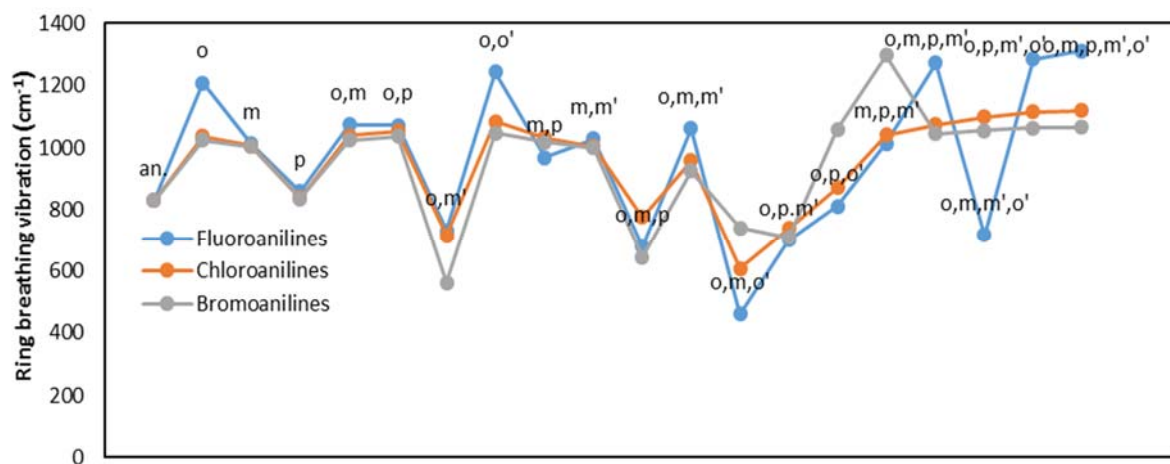 Ring breathing vibration (cm⁻¹)
1400
1200
1000
800
600
400
200
0
an.
o
m
p
o,m
o,p
o,m'
o,o'
m,p
m,m'
o,m,p
o,m,m'
o,m,o'
o,p.m'
o,p,o'
m,p,m'
o,m,p,m'
o,m,m',o'
o,p,m',o'
o,m,p,m',o'
Fluoroanilines
Chloroanilines
Bromoanilines